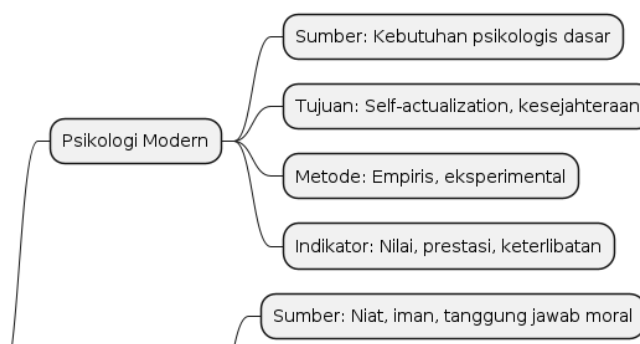 Sumber: Kebutuhan psikologis dasar
Tujuan: Self-actualization, kesejahteraan
Psikologi Modern
Metode: Empiris, eksperimental
Indikator: Nilai, prestasi, keterlibatan
Sumber: Niat, iman, tanggung jawab moral